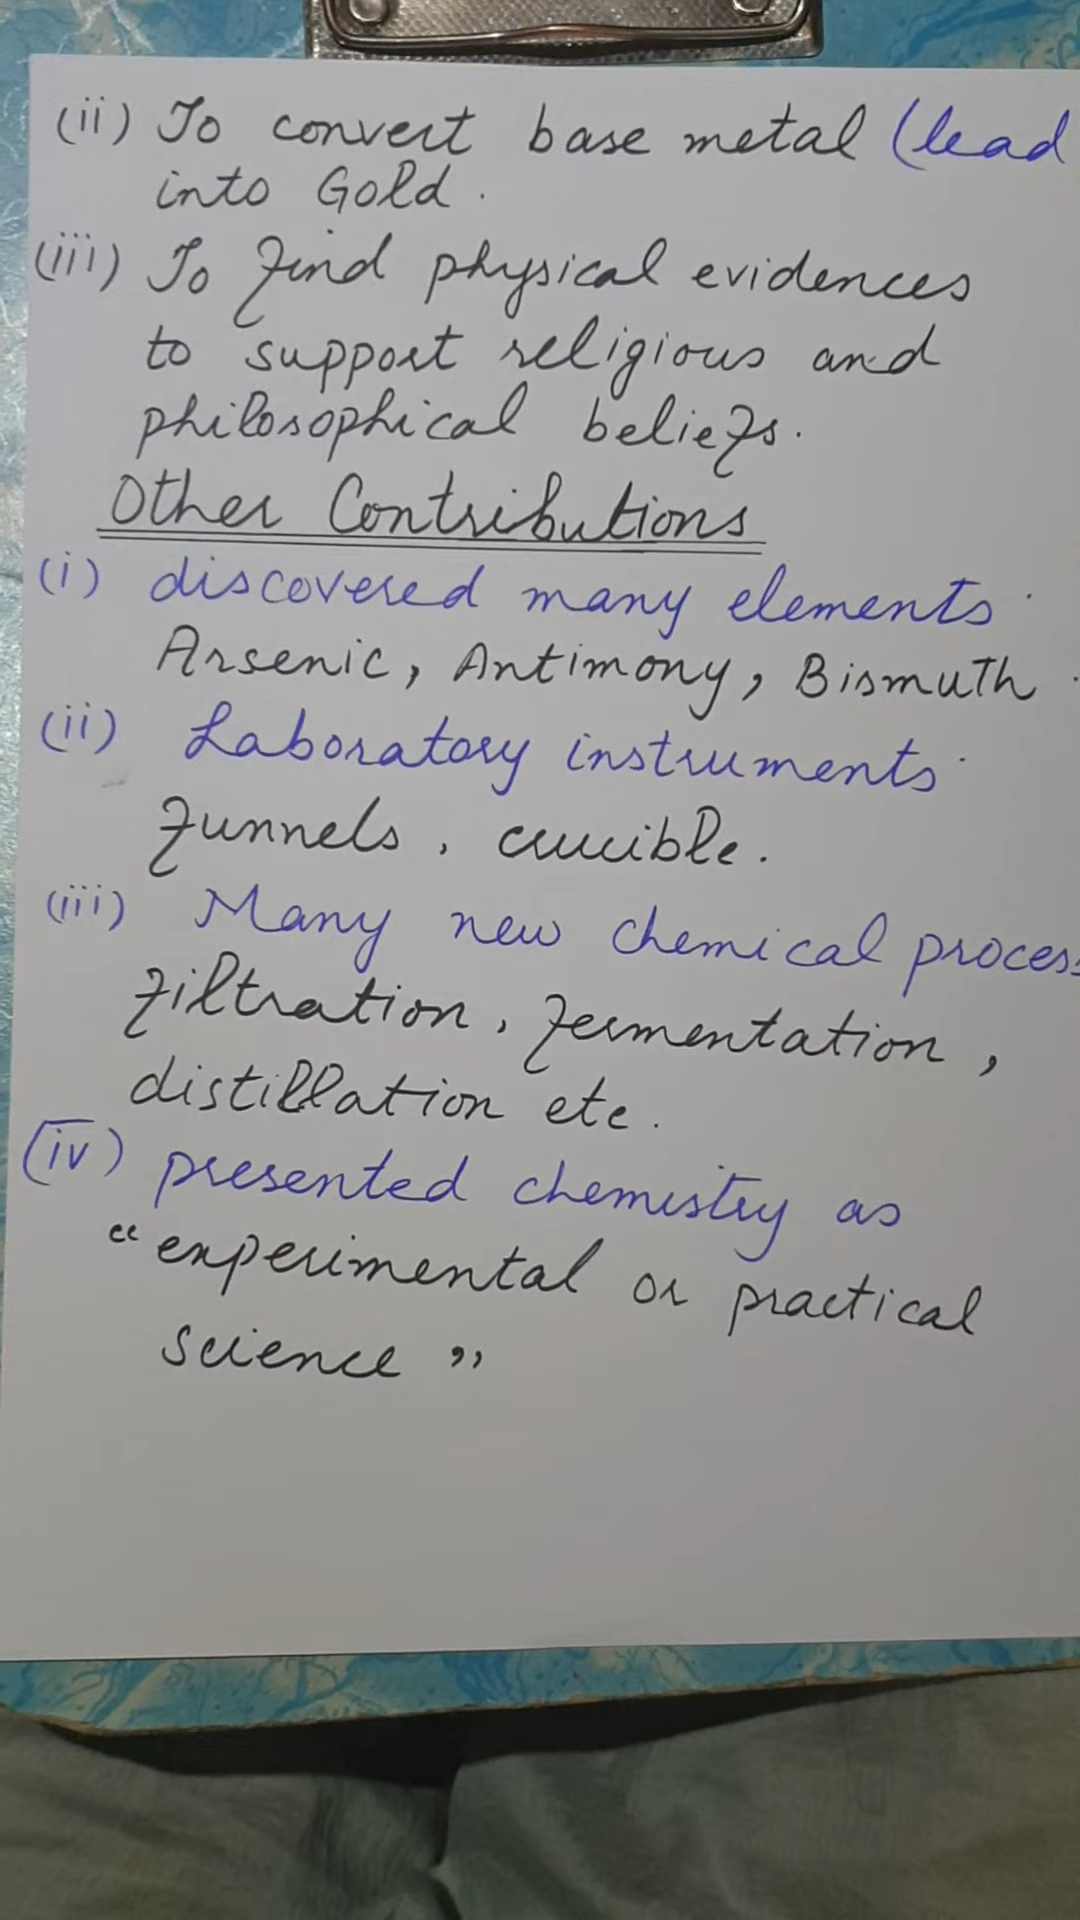 (ii) To convert base metal (lead
into Gold.
(iii) To find physical evidences
to support religious and
philosophical beliefs.
Other Contributions
(i) discovered many elements.
Arsenic, Antimony, Bismuth.
(ii) Laboratory instruments.
funnels, crucible.
(iii) Many new chemical process
filtration, fermentation,
distillation etc.
(iv) presented chemistry as
"experimental or practical
science"